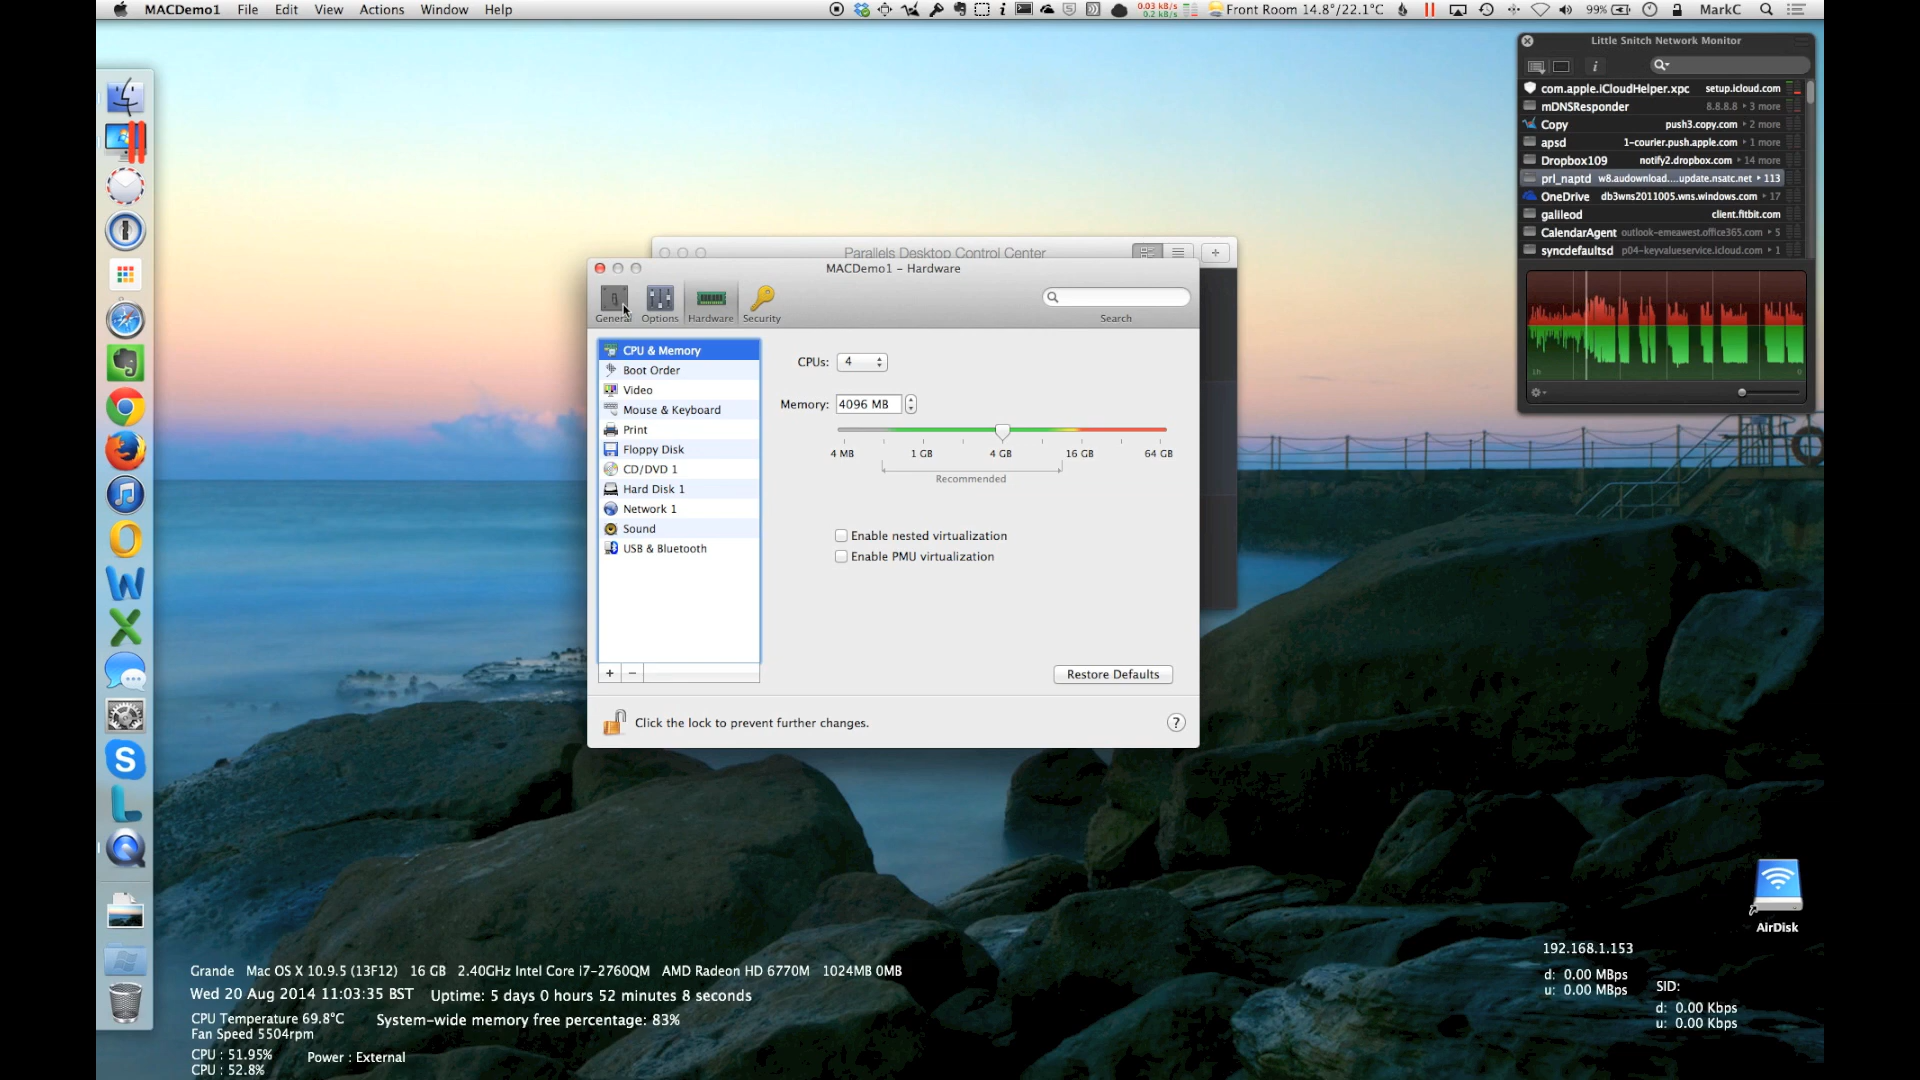 MACDemo1 File Edit View Actions Window Help
0.03 kB/s
0.2 kB/s
Front Room 14.8°/22.1°C
99%
MarkC
Little Snitch Network Monitor
com.apple.iCloudHelper.xpc setup.icloud.com
mDNSResponder 8.8.8.8 ‣ 3 more
Copy push3.copy.com ‣ 2 more
apsd 1-courier.push.apple.com ‣ 1 more
Dropbox109 notify2.dropbox.com ‣ 14 more
prl_naptd w8.audownload....update.nsatc.net ‣ 113
OneDrive db3wns2011005.wns.windows.com ‣ 17
galileod client.fitbit.com
CalendarAgent outlook-emeawest.office365.com ‣ 5
syncdefaultsd p04-keyvalueservice.icloud.com ‣ 1
1h 0
Parallels Desktop Control Center
MACDemo1 – Hardware
General Options Hardware Security Search
CPU & Memory
Boot Order
Video
Mouse & Keyboard
Print
Floppy Disk
CD/DVD 1
Hard Disk 1
Network 1
Sound
USB & Bluetooth
CPUs: 4
Memory: 4096 MB
4 MB 1 GB 4 GB 16 GB 64 GB
Recommended
Enable nested virtualization
Enable PMU virtualization
+ −
Restore Defaults
Click the lock to prevent further changes.
?
AirDisk
192.168.1.153
d: 0.00 MBps
u: 0.00 MBps
SID:
d: 0.00 Kbps
u: 0.00 Kbps
Grande Mac OS X 10.9.5 (13F12) 16 GB 2.40GHz Intel Core i7-2760QM AMD Radeon HD 6770M 1024MB 0MB
Wed 20 Aug 2014 11:03:35 BST Uptime: 5 days 0 hours 52 minutes 8 seconds
CPU Temperature 69.8°C System-wide memory free percentage: 83%
Fan Speed 5504rpm
CPU : 51.95% Power : External
CPU : 52.8%